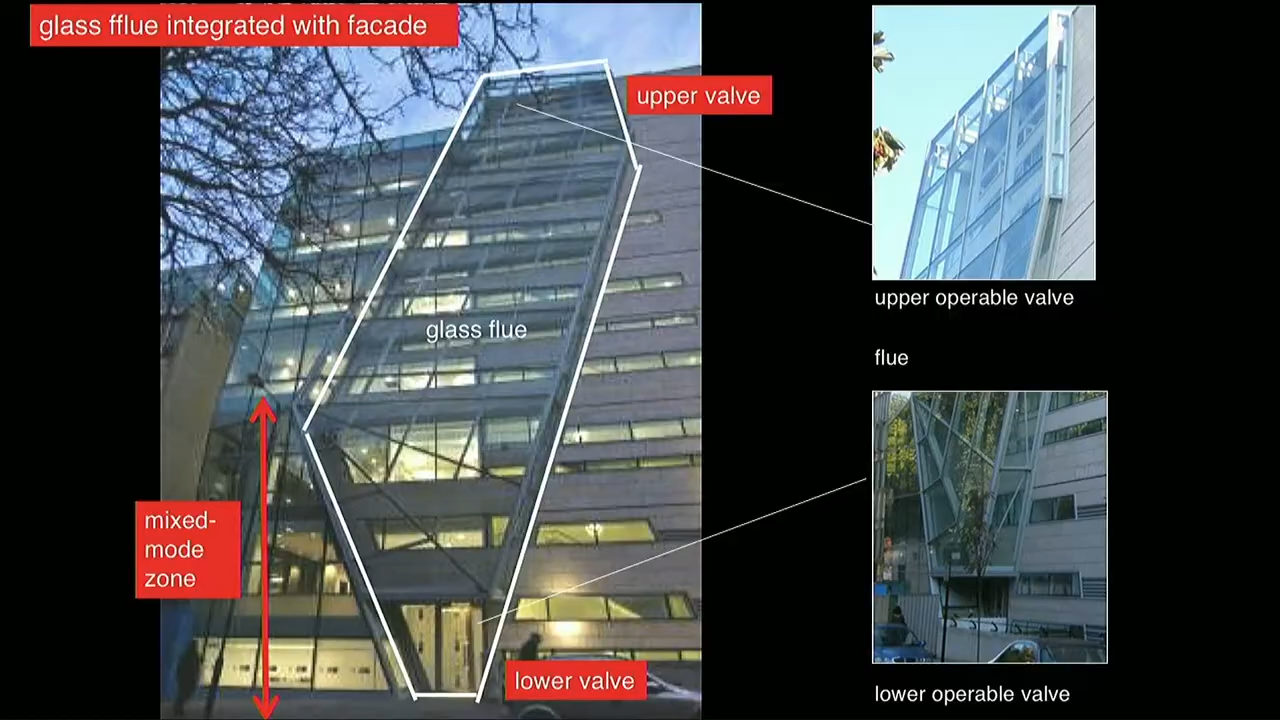 glass fflue integrated with facade
upper valve
glass flue
mixed-
mode
zone
lower valve
upper operable valve
flue
lower operable valve